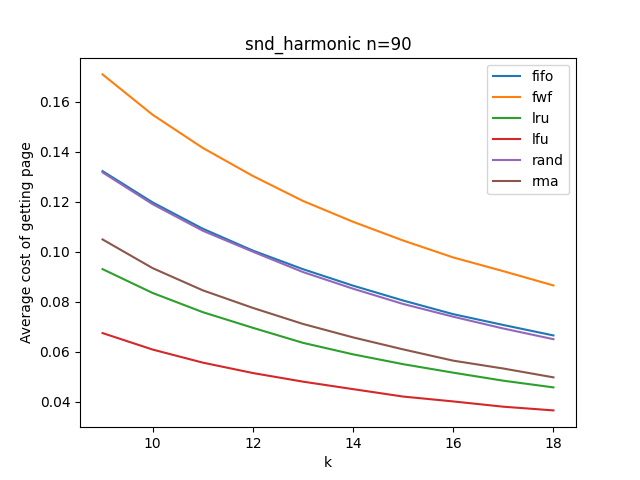 snd_harmonic n=90
Average cost of getting page
0.16
0.14
0.12
0.10
0.08
0.06
0.04
10
12
14
16
18
k
fifo
fwf
lru
lfu
rand
rma